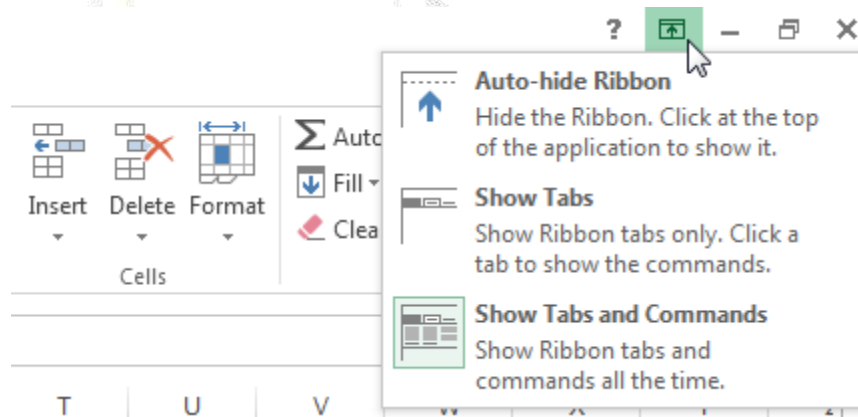 ?
Auto-hide Ribbon
Hide the Ribbon. Click at the top
of the application to show it.
Show Tabs
Show Ribbon tabs only. Click a
tab to show the commands.
Show Tabs and Commands
Show Ribbon tabs and
commands all the time.
Insert Delete Format
Cells
Auto
Fill
Clea
T U V